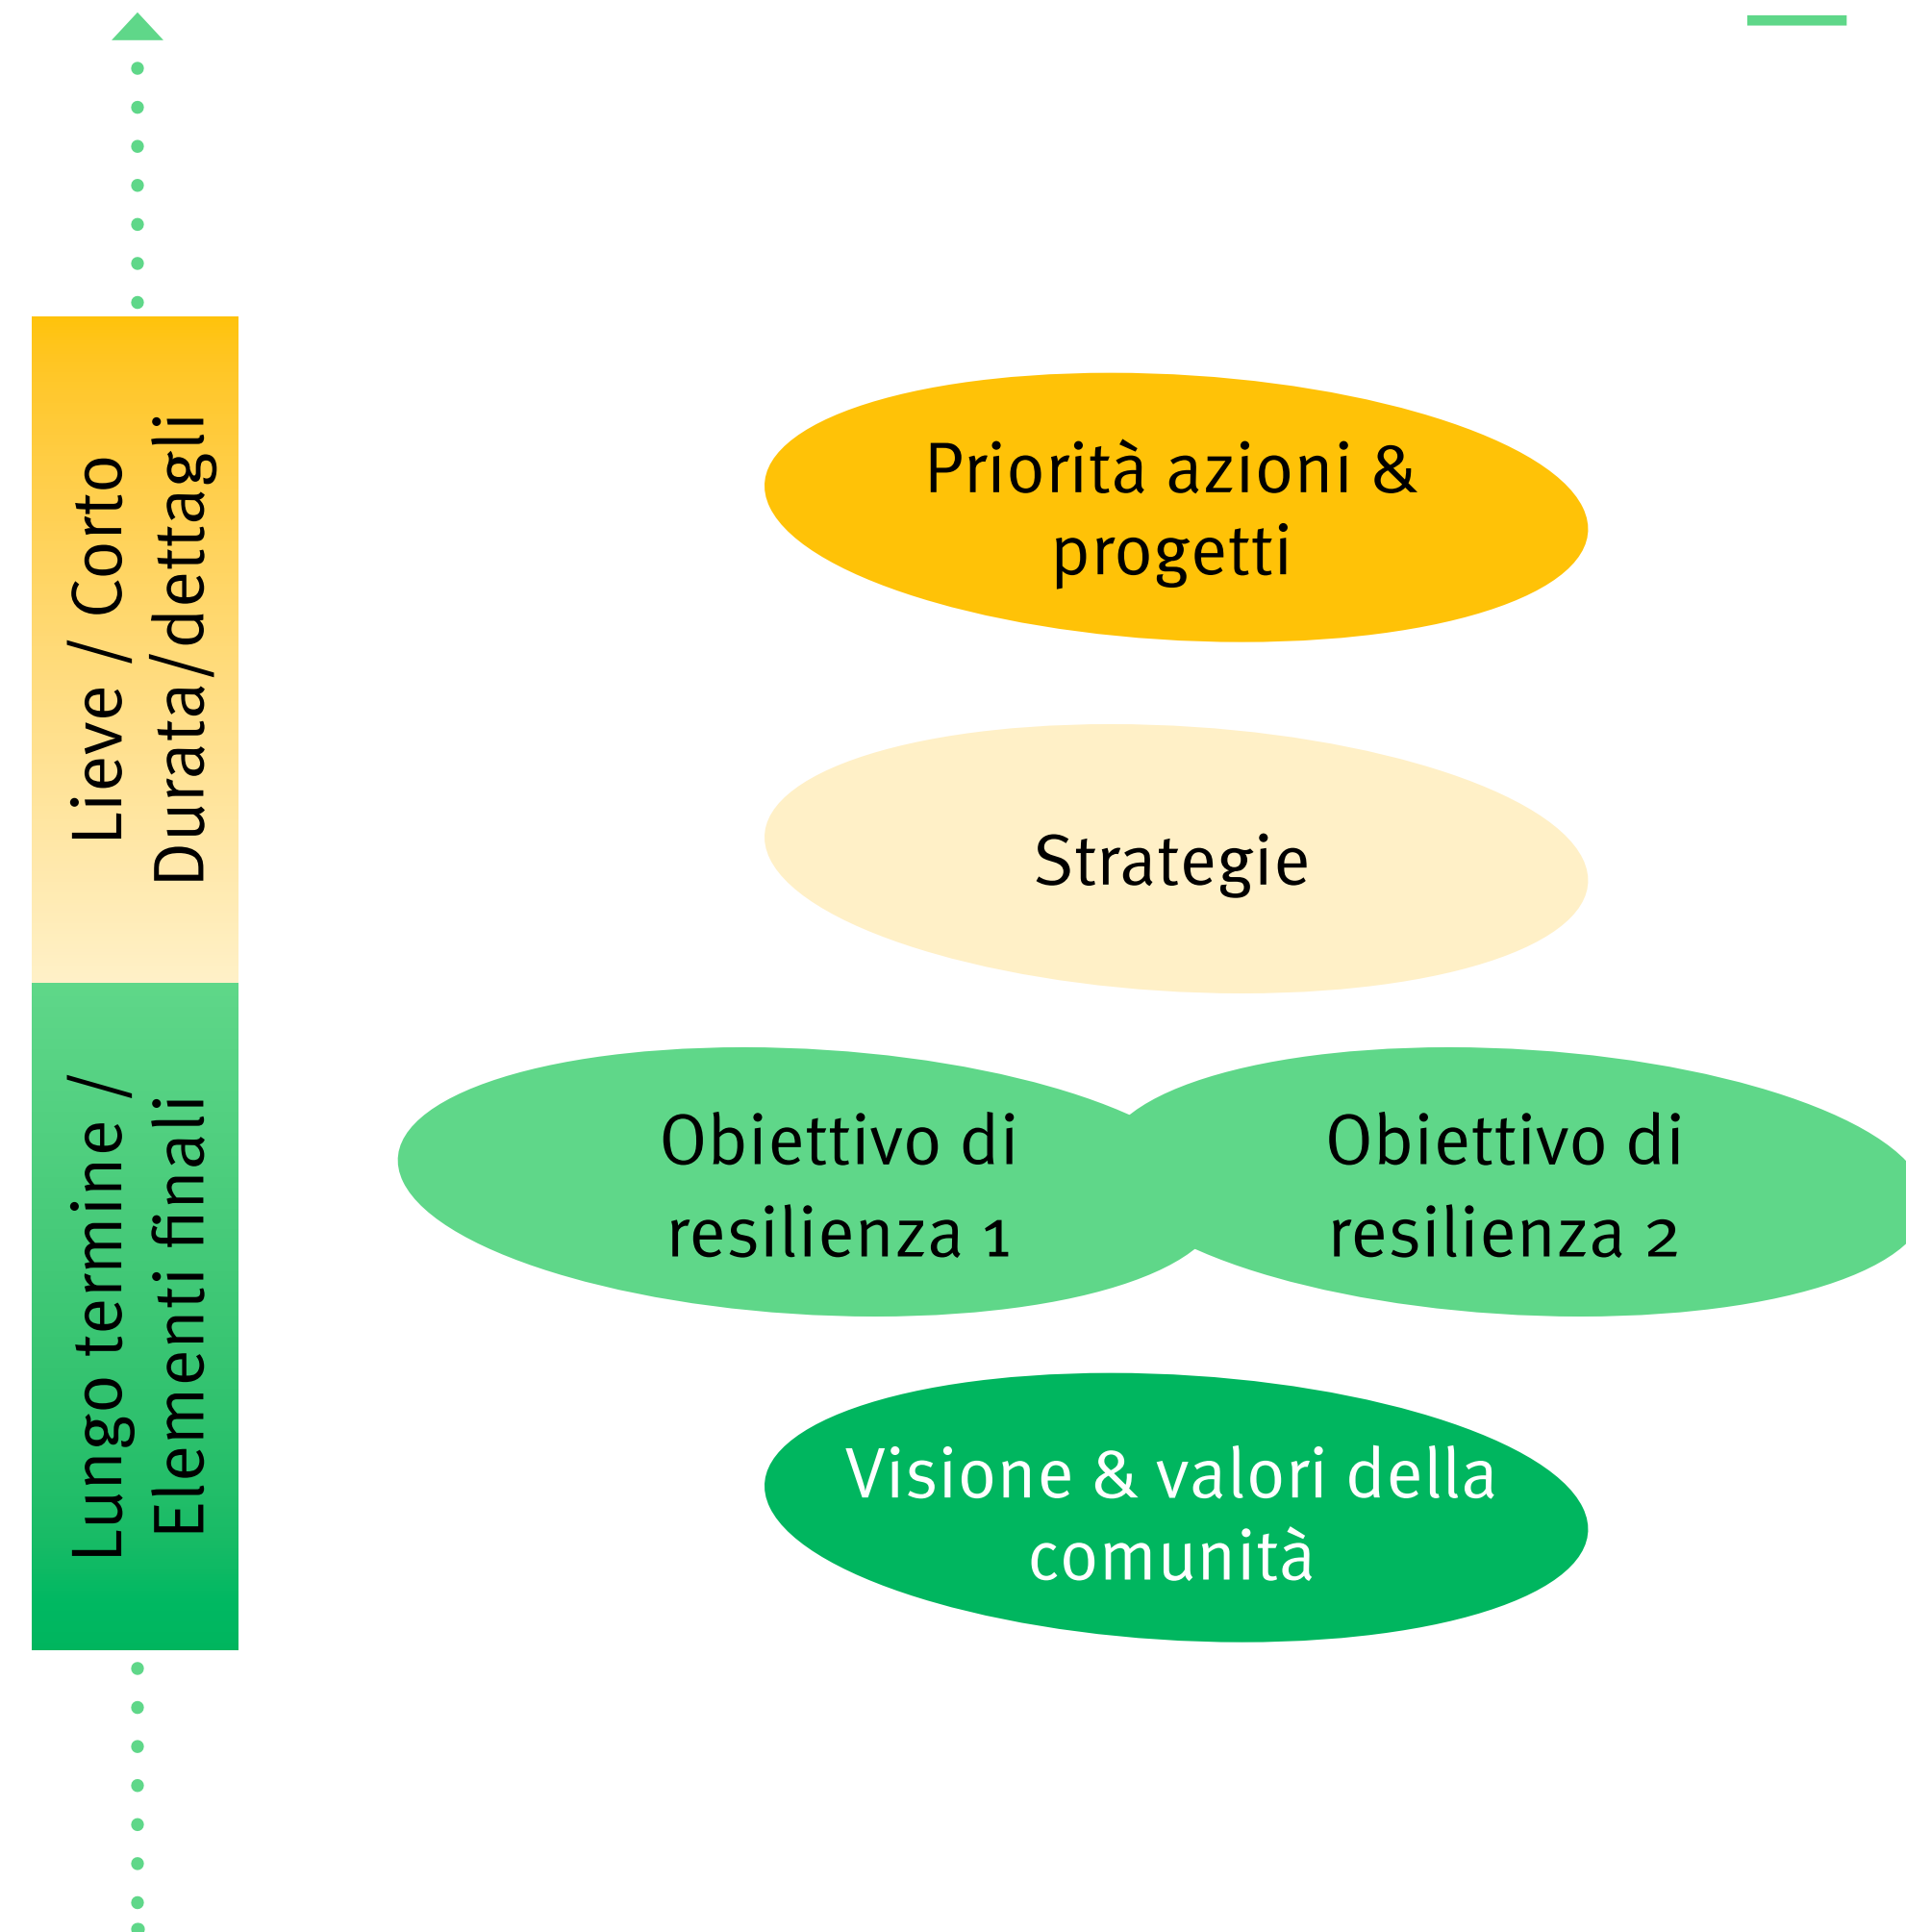 Lieve / Corto
Durata/dettagli
Priorità azioni &
progetti
Strategie
Lungo termine /
Elementi finali
Obiettivo di
resilienza 1
Obiettivo di
resilienza 2
Visione & valori della
comunità